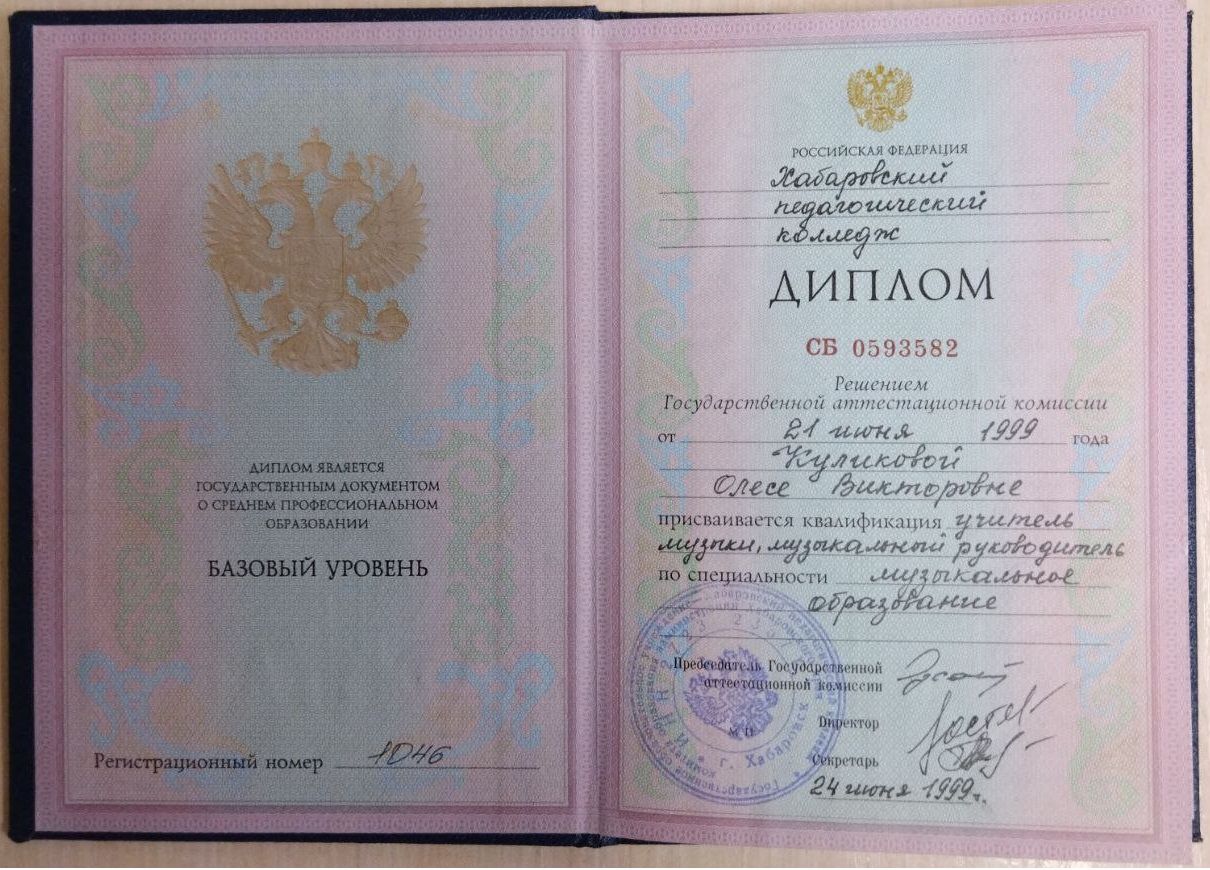 ДИПЛОМ ЯВЛЯЕТСЯ
ГОСУДАРСТВЕННЫМ ДОКУМЕНТОМ
О СРЕДНЕМ ПРОФЕССИОНАЛЬНОМ
ОБРАЗОВАНИИ
БАЗОВЫЙ УРОВЕНЬ
Регистрационный номер 1046
РОССИЙСКАЯ ФЕДЕРАЦИЯ
Хабаровский
педагогический
колледж
ДИПЛОМ
СБ 0593582
Решением
Государственной аттестационной комиссии
от 21 июня 1999 года
Куликовой
Олесе Викторовне
присваивается квалификация учитель
музыки, музыкальный руководитель
по специальности музыкальное
образование
Председатель Государственной
аттестационной комиссии
Директор
Секретарь
24 июня 1999г.
г. Хабаровск